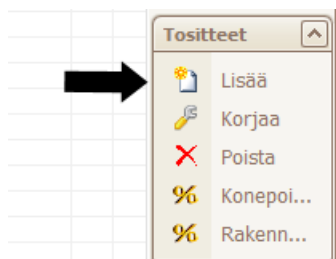 Tositteet
Lisää
Korjaa
Poista
% Konepoi...
% Rakenn...